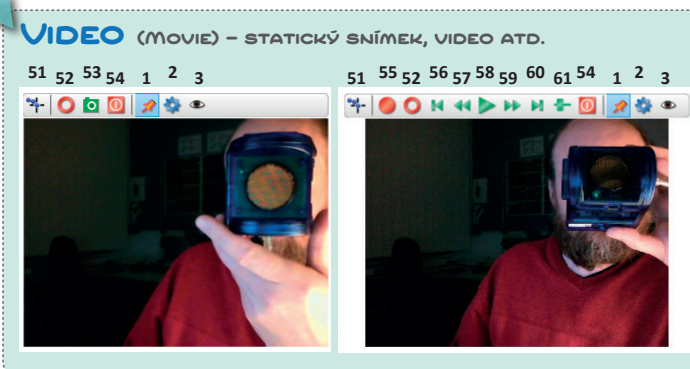 VIDEO (MOVIE) – STATICKÝ SNÍMEK, VIDEO ATD.
51 52 53 54 1 2 3
51 55 52 56 57 58 59 60 61 54 1 2 3